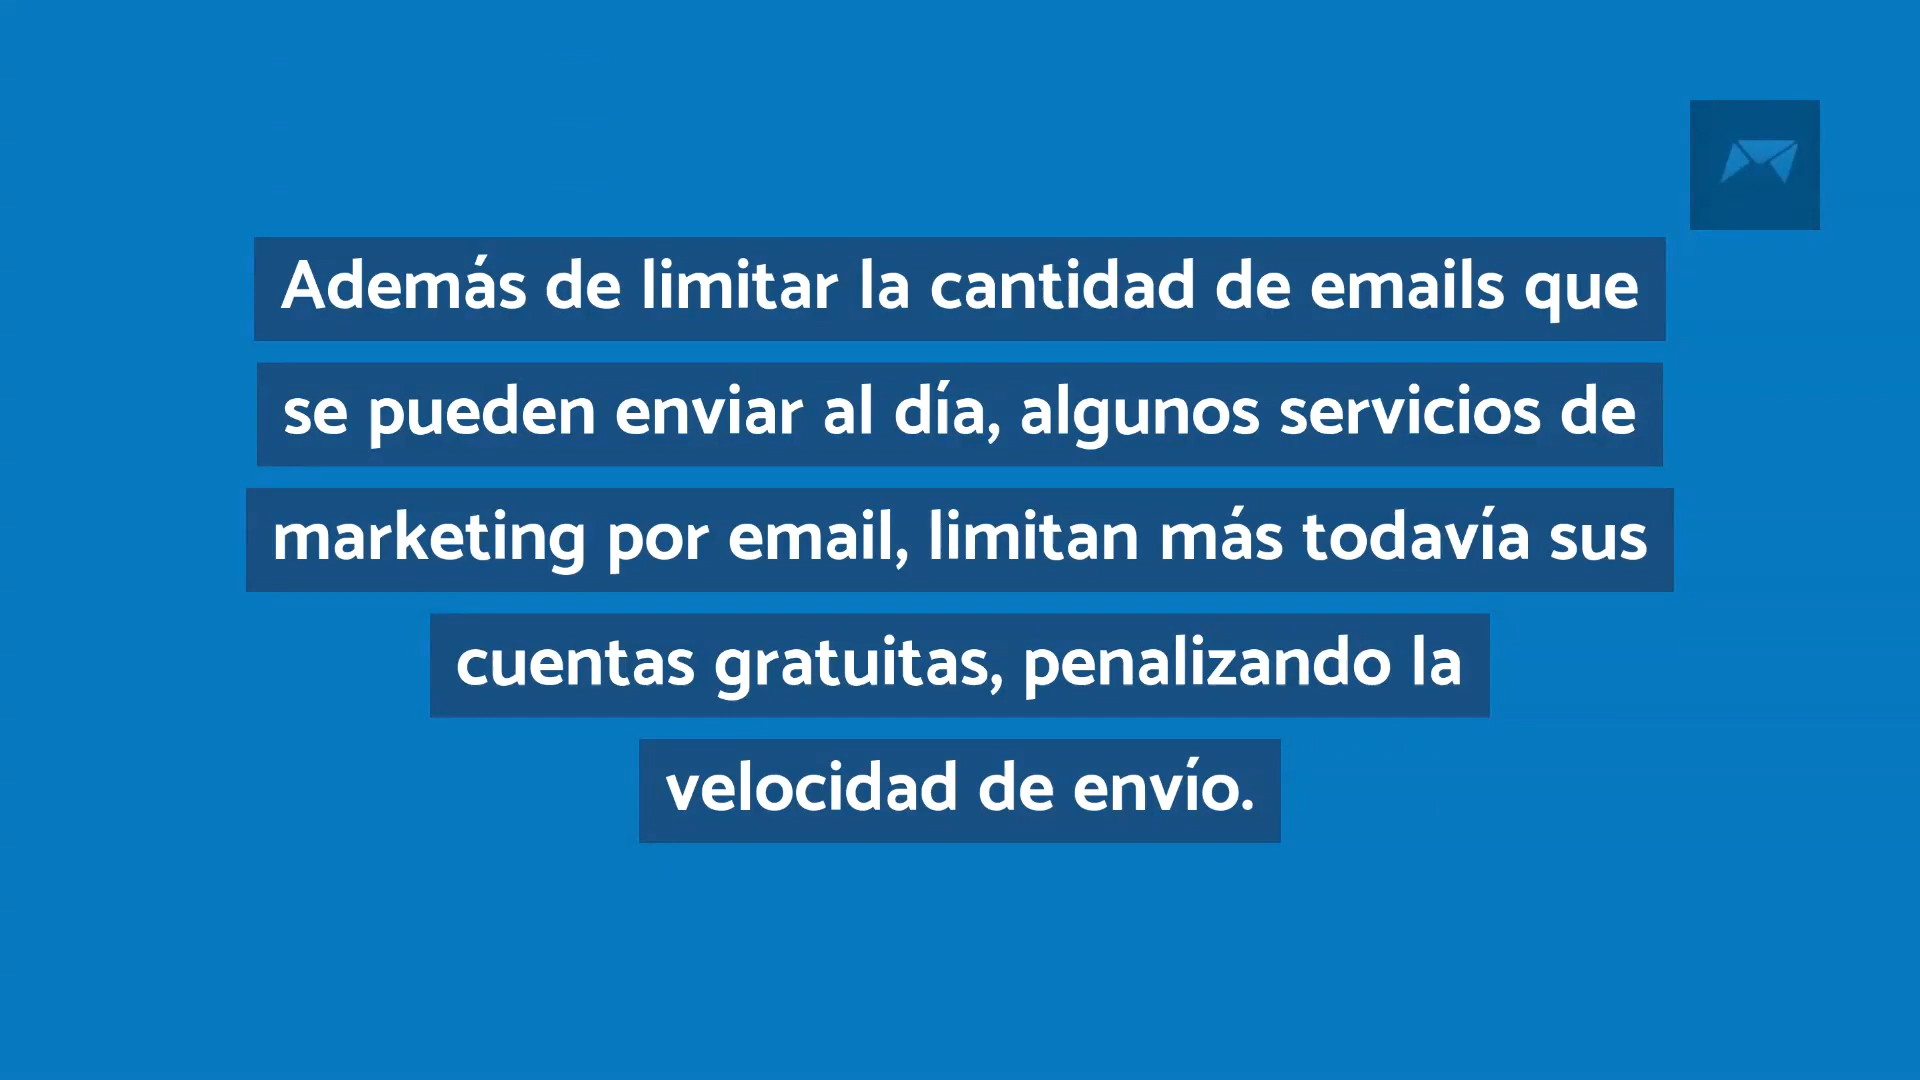 Además de limitar la cantidad de emails que
se pueden enviar al día, algunos servicios de
marketing por email, limitan más todavía sus
cuentas gratuitas, penalizando la
velocidad de envío.